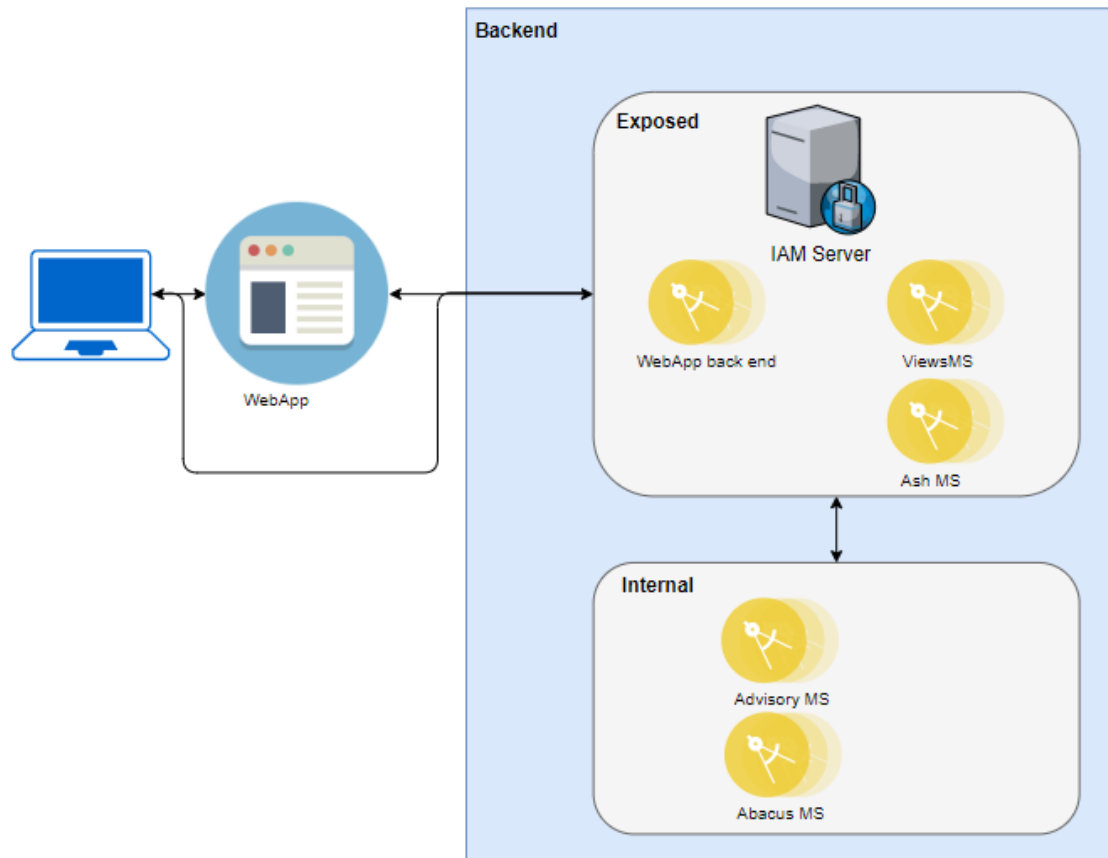 Backend
Exposed
IAM Server
WebApp back end
ViewsMS
WebApp
Ash MS
Internal
Advisory MS
Abacus MS